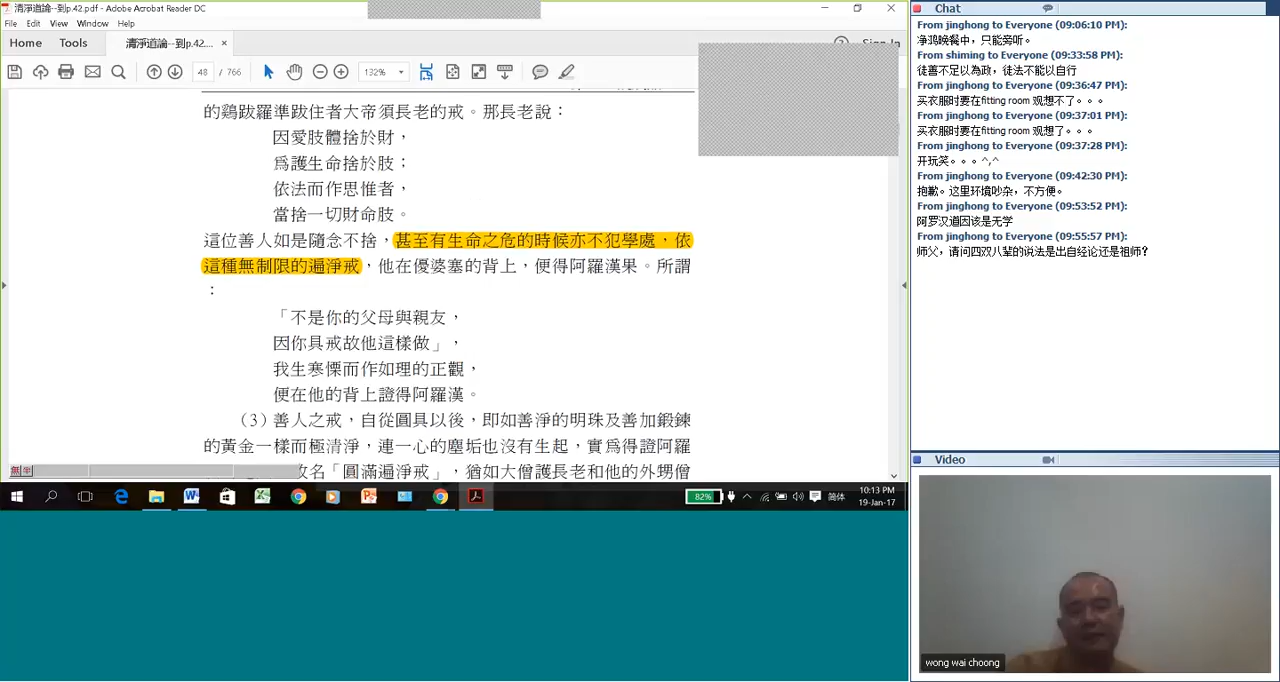 清淨道論--到p.42.pdf - Adobe Acrobat Reader DC
File Edit View Window Help
Home Tools 清淨道論--到p.42.... × Sign In
48 / 766 132%
的鷄跋羅準跋住者大帝須長老的戒。那長老說：
因愛肢體捨於財，
爲護生命捨於肢；
依法而作思惟者，
當捨一切財命肢。
這位善人如是隨念不捨，甚至有生命之危的時候亦不犯學處，依
這種無制限的遍淨戒，他在優婆塞的背上，便得阿羅漢果。所謂
：
「不是你的父母與親友，
因你具戒故他這樣做」，
我生寒慄而作如理的正觀，
便在他的背上證得阿羅漢。
（3）善人之戒，自從圓具以後，即如善淨的明珠及善加鍛鍊
的黃金一樣而極清淨，連一心的塵垢也沒有生起，實爲得證阿羅
故名「圓滿遍淨戒」，猶如大僧護長老和他的外甥僧
82% 简体 10:13 PM
19-Jan-17
Chat
From jinghong to Everyone (09:06:10 PM):
净鸿晚餐中，只能旁听。
From shiming to Everyone (09:33:58 PM):
徒善不足以為政，徒法不能以自行
From jinghong to Everyone (09:36:47 PM):
买衣服时要在fitting room 观想不了。。。
From jinghong to Everyone (09:37:01 PM):
买衣服时要在fitting room 观想了。。。
From jinghong to Everyone (09:37:28 PM):
开玩笑。。。^,^
From jinghong to Everyone (09:42:30 PM):
抱歉。这里环境吵杂，不方便。
From jinghong to Everyone (09:53:52 PM):
阿罗汉道因该是无学
From jinghong to Everyone (09:55:57 PM):
师父，请问四双八辈的说法是出自经论还是祖师？
Video
wong wai choong